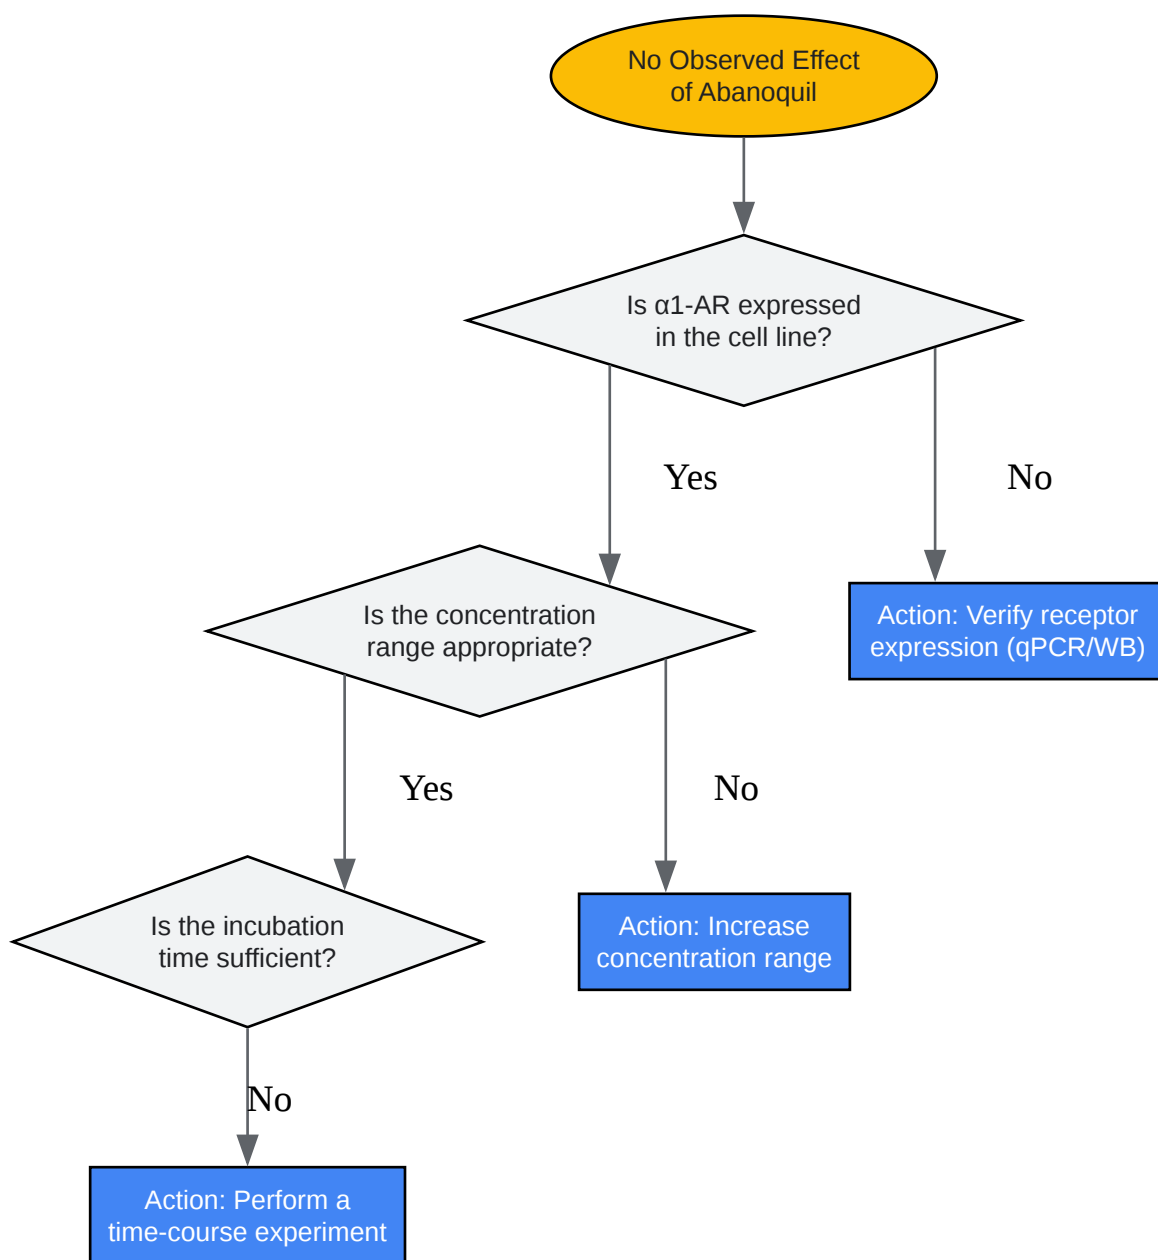 No Observed Effect
of Abanoquil
Is α1-AR expressed
in the cell line?
Yes
No
Is the concentration
range appropriate?
Action: Verify receptor
expression (qPCR/WB)
Yes
No
Is the incubation
time sufficient?
Action: Increase
concentration range
No
Action: Perform a
time-course experiment